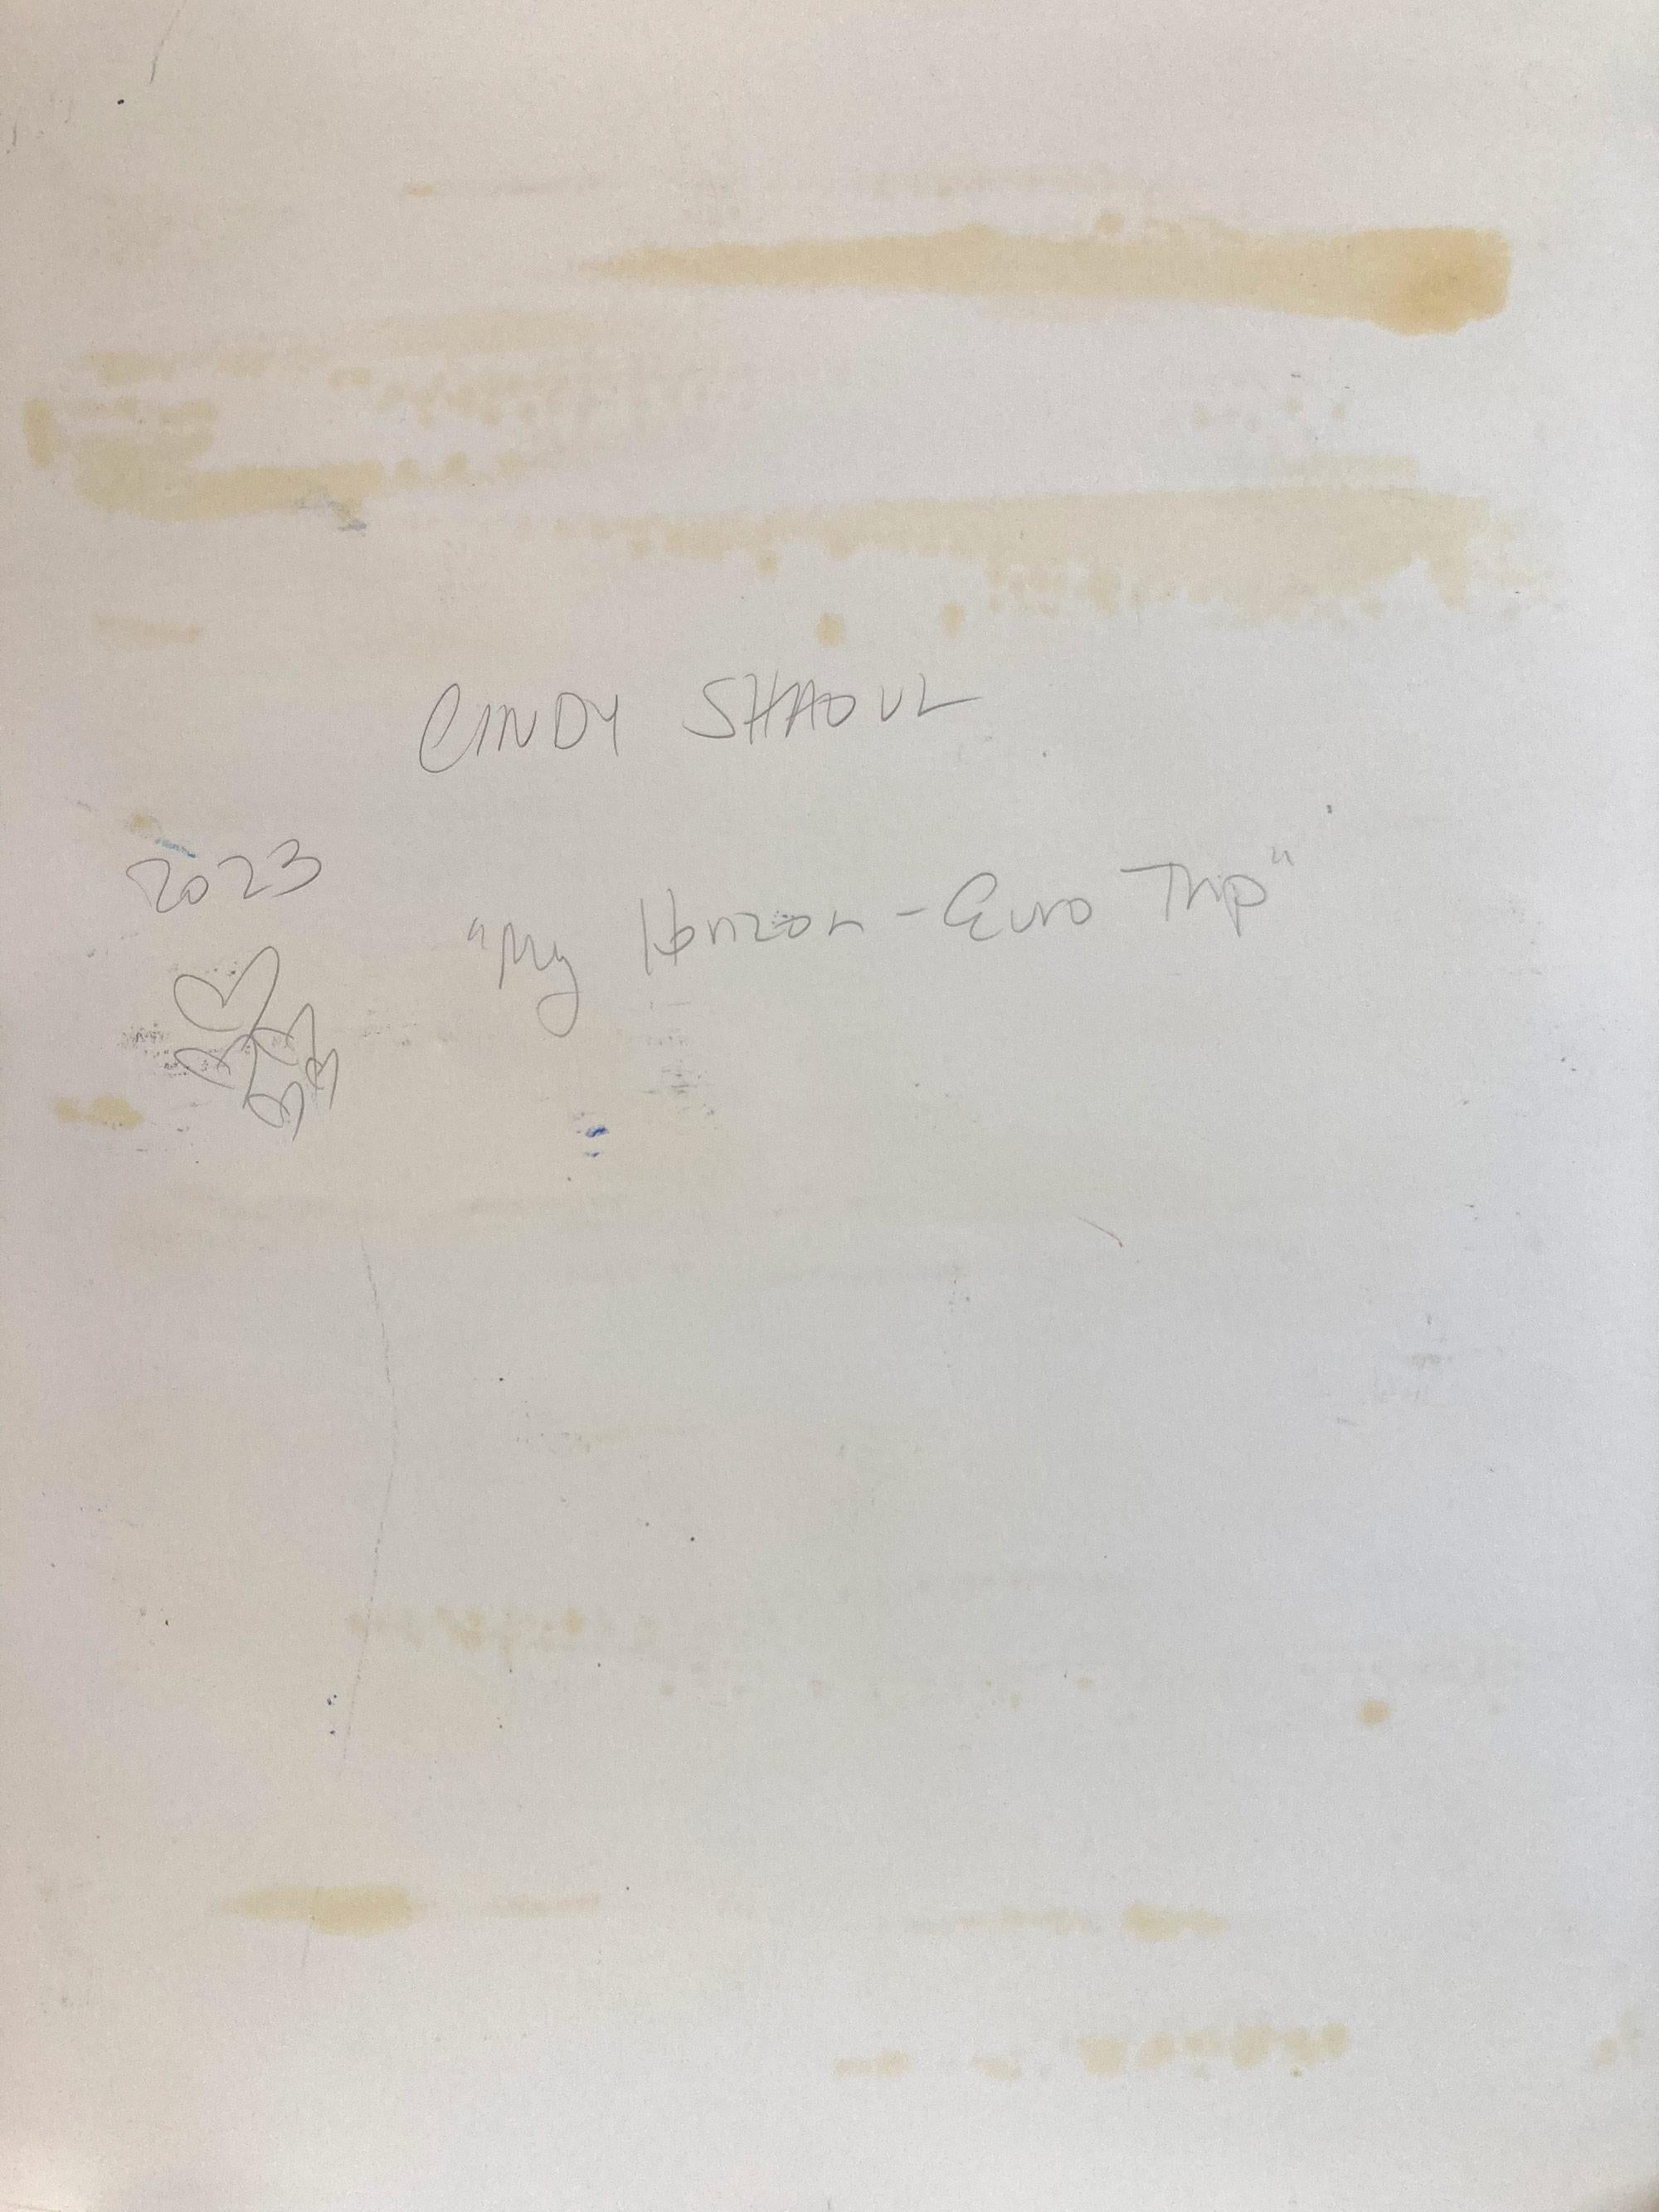 CINDY SHAOUL
2023
"My Horizon - Euro Trip"